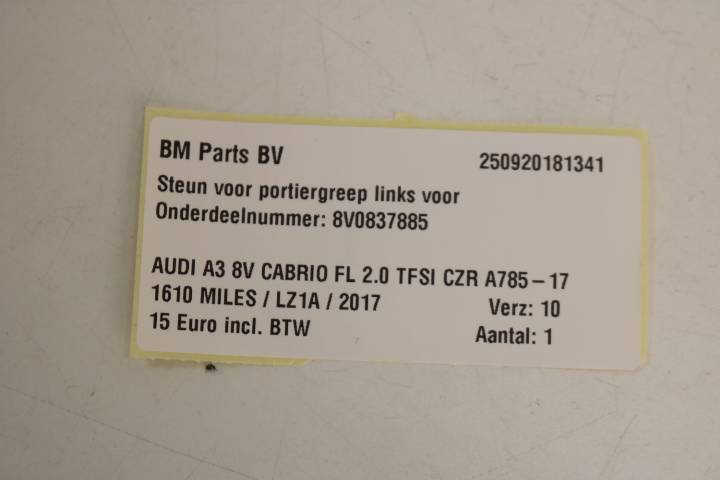 BM Parts BV 250920181341
Steun voor portiergreep links voor
Onderdeelnummer: 8V0837885
AUDI A3 8V CABRIO FL 2.0 TFSI CZR A785-17
1610 MILES / LZ1A / 2017 Verz: 10
15 Euro incl. BTW Aantal: 1